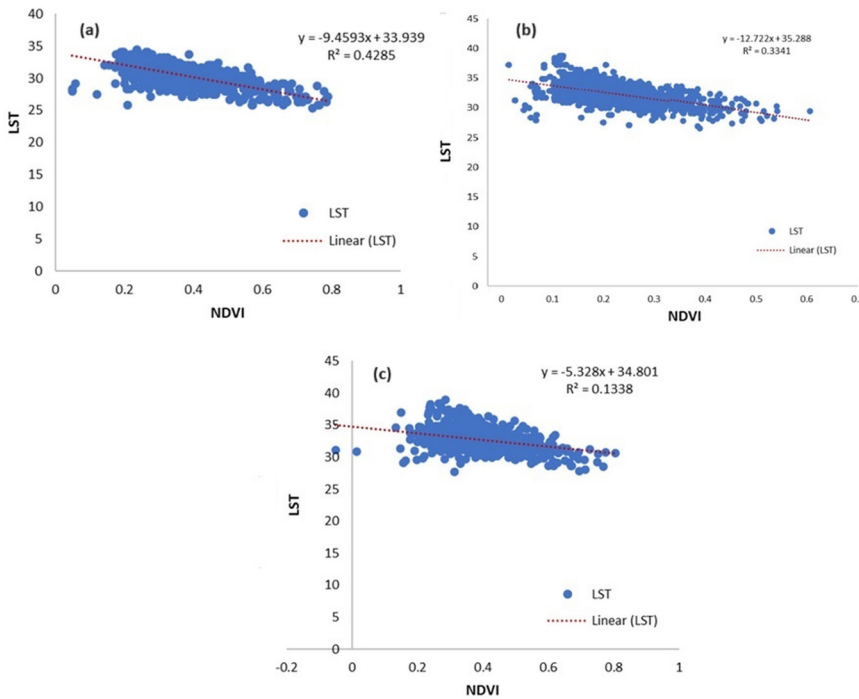 (a)
y = -9.4593x + 33.939
R² = 0.4285
40
35
30
25
20
15
10
5
0
LST
LST
Linear (LST)
0 0.2 0.4 0.6 0.8 1
NDVI
(b)
y = -12.722x + 35.288
R² = 0.3341
45
40
35
30
25
20
15
10
5
0
LST
LST
Linear (LST)
0 0.1 0.2 0.3 0.4 0.5 0.6
NDVI
(c)
y = -5.328x + 34.801
R² = 0.1338
45
40
35
30
25
20
15
10
5
0
LST
LST
Linear (LST)
-0.2 0 0.2 0.4 0.6 0.8 1
NDVI